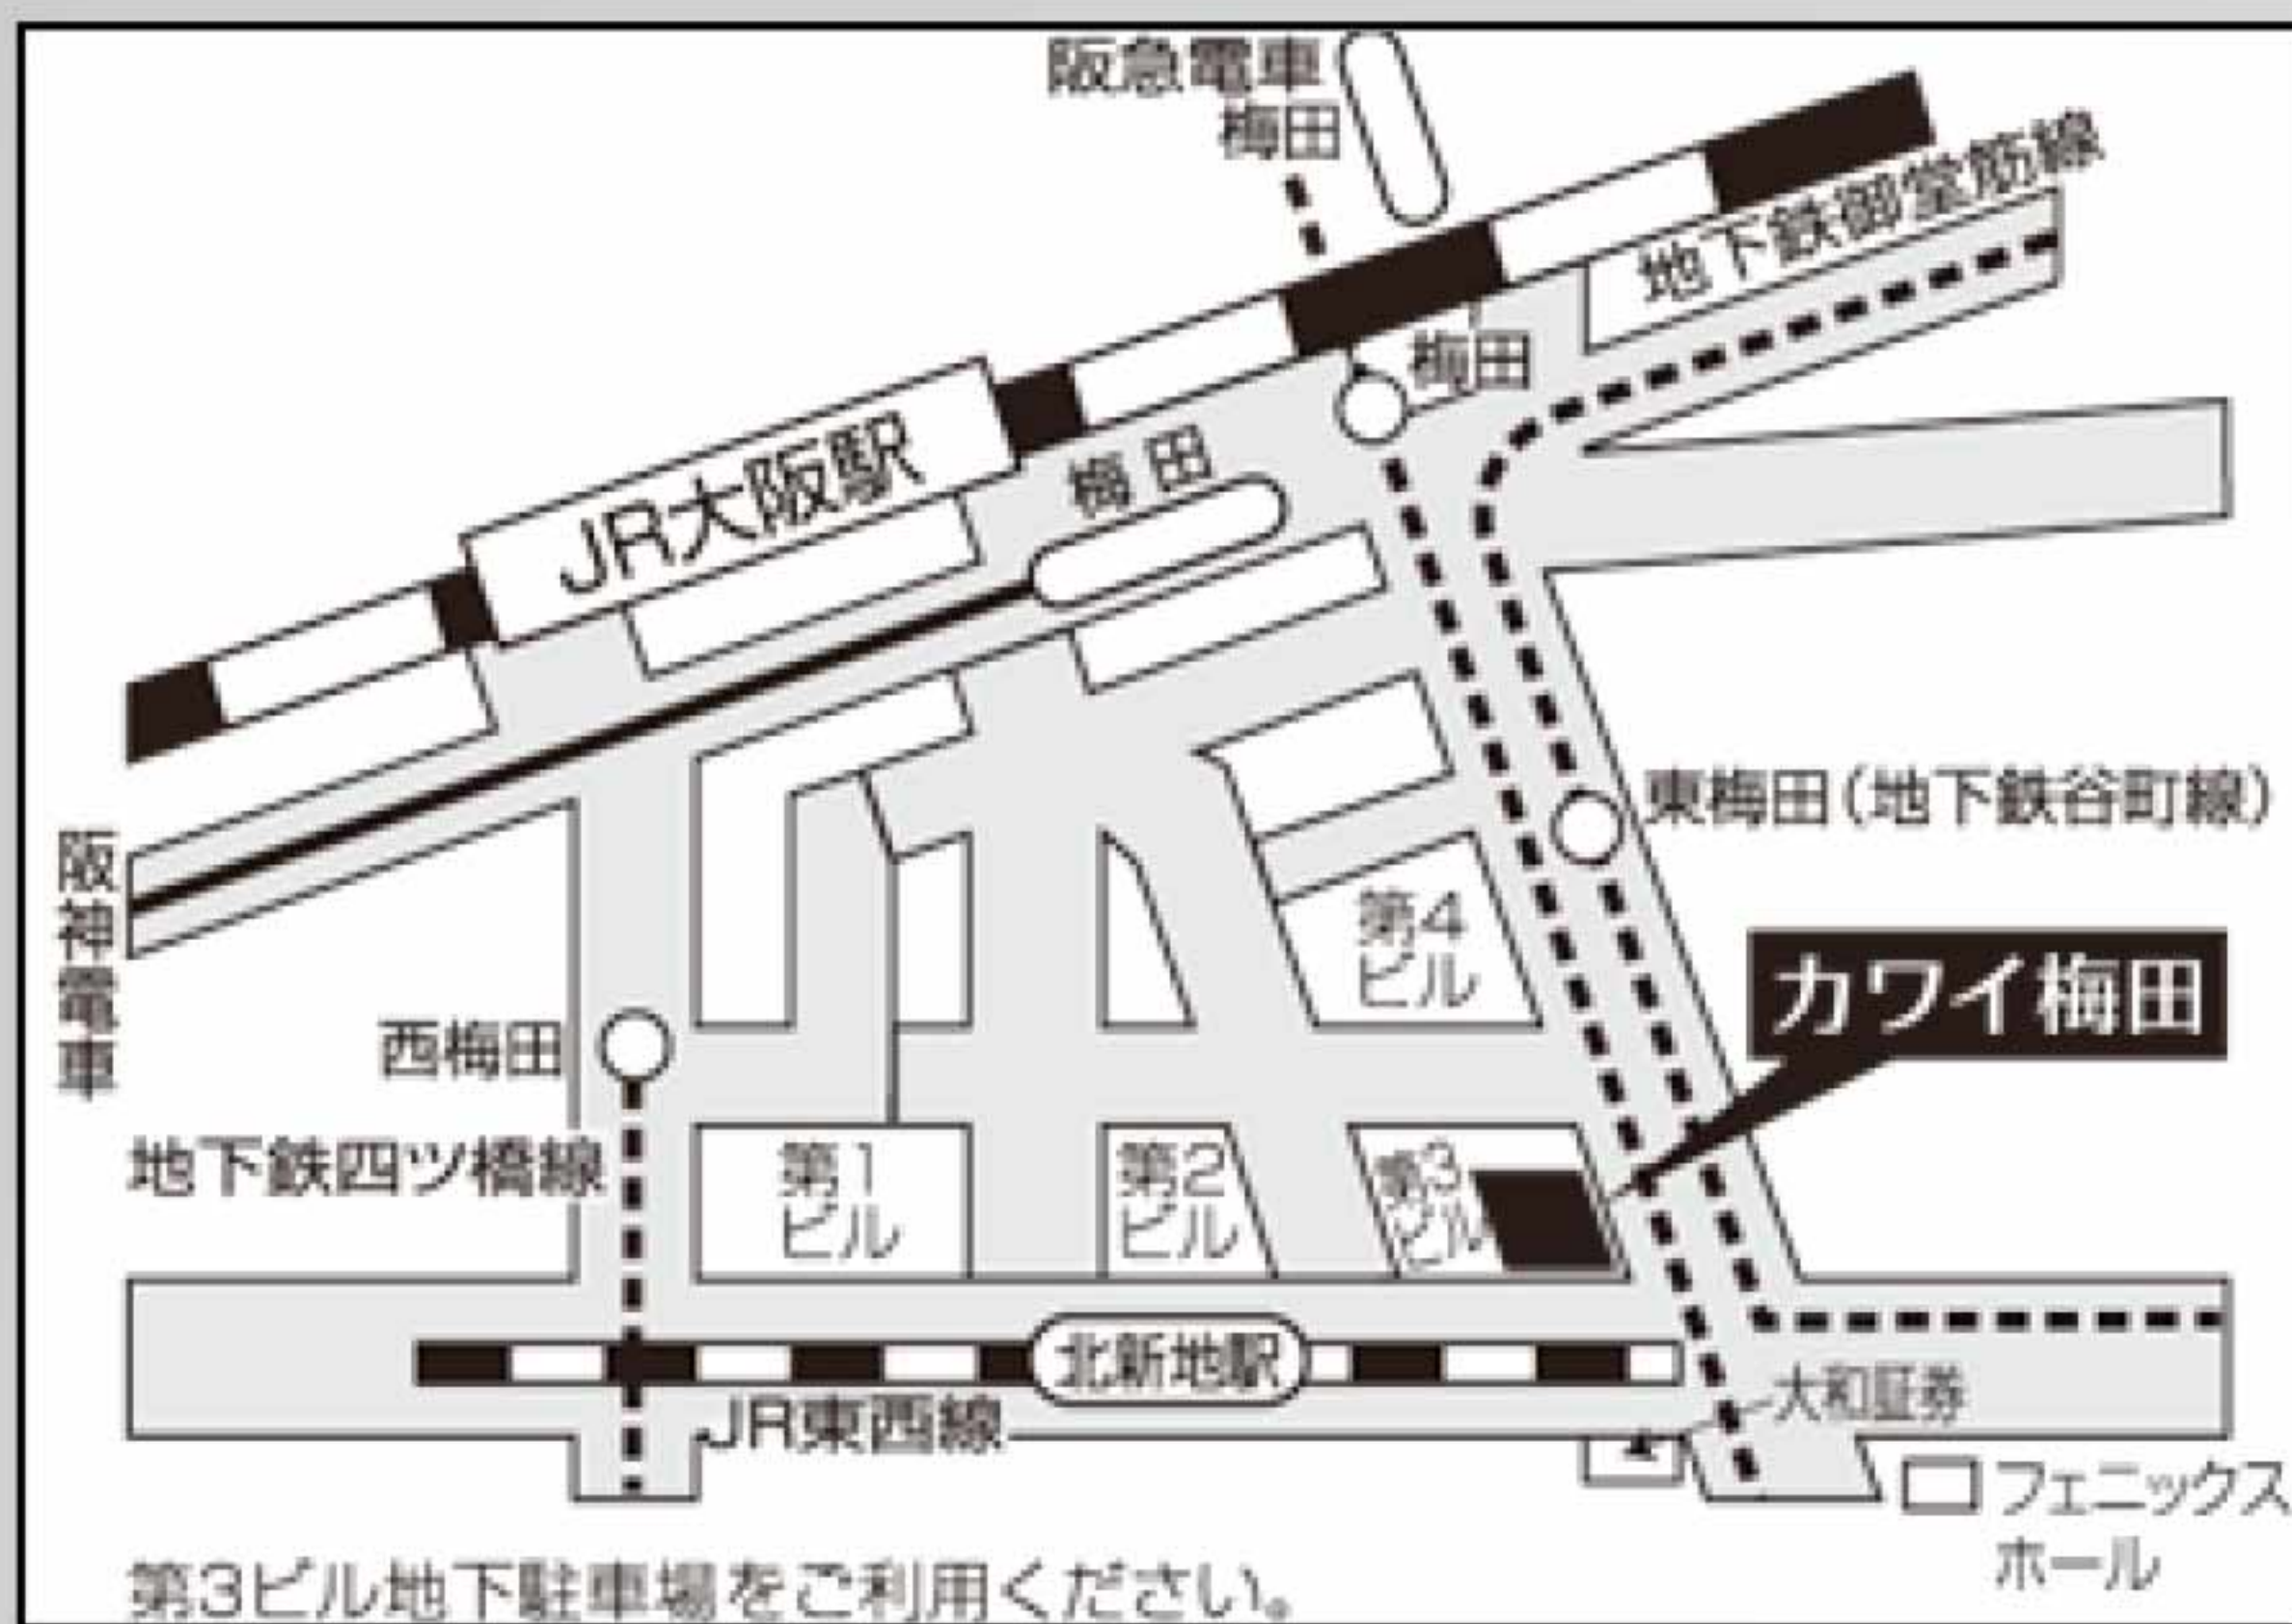 阪急電車
梅田
地下鉄御堂筋線
梅田
JR大阪駅
梅田
東梅田(地下鉄谷町線)
阪神電車
第4
ビル
カワイ梅田
西梅田
地下鉄四ツ橋線
第1
ビル
第2
ビル
第3
ビル
北新地駅
JR東西線
大和証券
フェニックス
ホール
第3ビル地下駐車場をご利用ください。